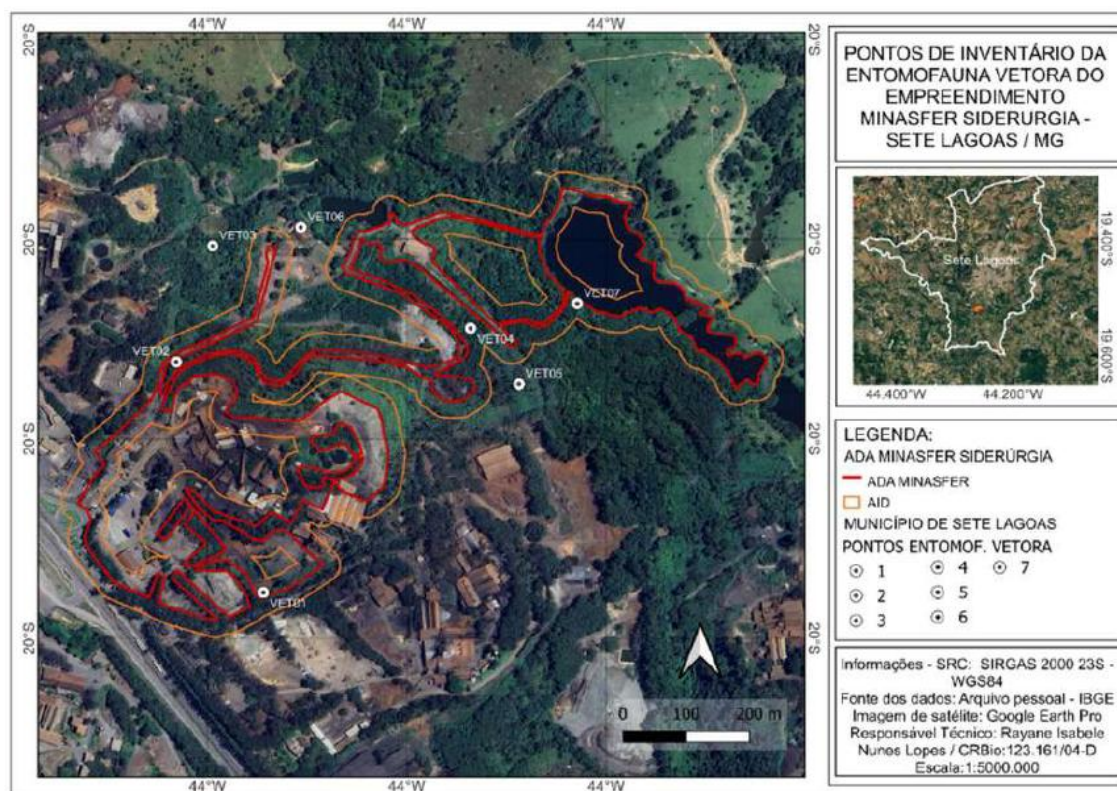 44°W 44°W 44°W
20°S 20°S
20°S 20°S
20°S 20°S
20°S 20°S
44°W 44°W 44°W
VET03
VET06
VET07
VET04
VET02
VET05
VET01
0 100 200 m
PONTOS DE INVENTÁRIO DA
ENTOMOFAUNA VETORA DO
EMPREENDIMENTO
MINASFER SIDERURGIA -
SETE LAGOAS / MG
Sete Lagoas
19.400°S
19.600°S
44.400°W 44.200°W
LEGENDA:
ADA MINASFER SIDERÚRGIA
ADA MINASFER
AID
MUNICÍPIO DE SETE LAGOAS
PONTOS ENTOMOF. VETORA
1 4 7
2 5
3 6
Informações - SRC: SIRGAS 2000 23S -
WGS84
Fonte dos dados: Arquivo pessoal - IBGE
Imagem de satélite: Google Earth Pro
Responsável Técnico: Rayane Isabele
Nunes Lopes / CRBio:123.161/04-D
Escala:1:5000.000